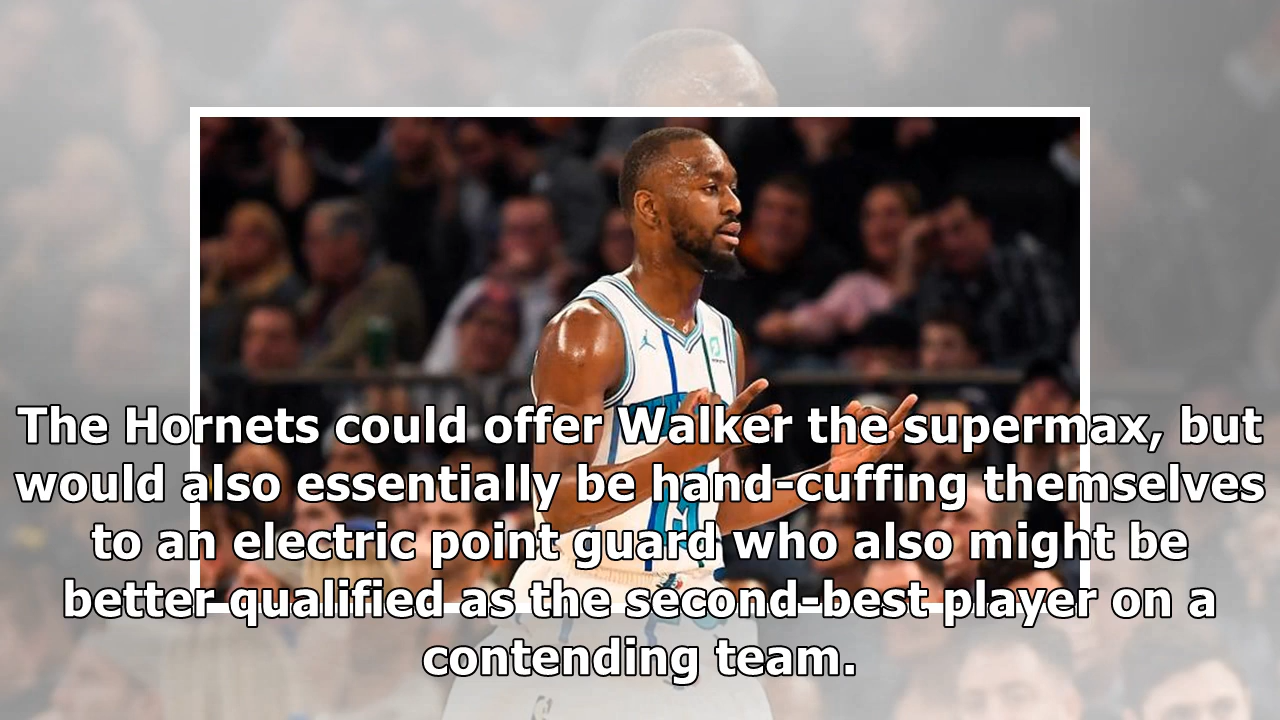 The Hornets could offer Walker the supermax, but
would also essentially be hand-cuffing themselves
to an electric point guard who also might be
better qualified as the second-best player on a
contending team.